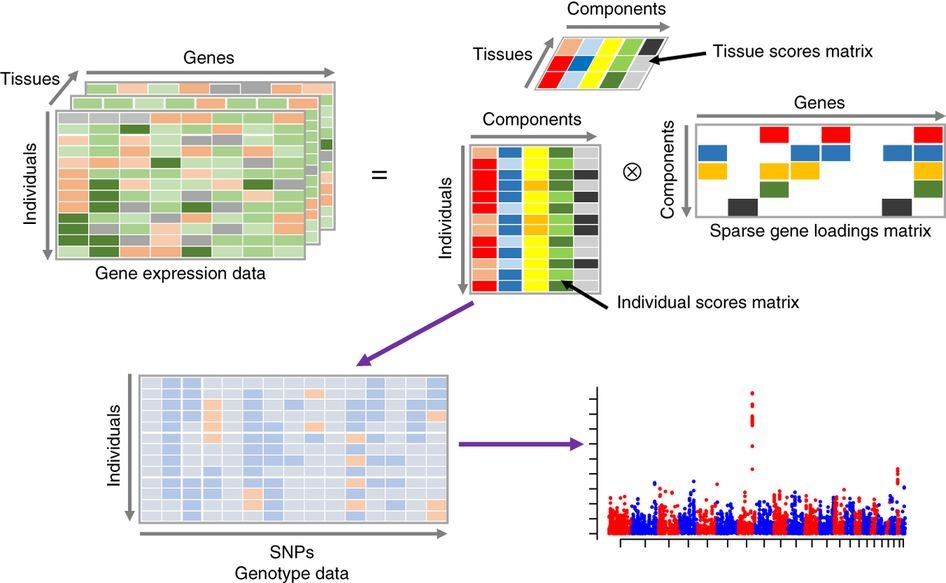 Components
Tissues
Tissue scores matrix
Genes
Tissues
Individuals
Gene expression data
=
Components
Individuals
⊗
Genes
Components
Sparse gene loadings matrix
Individual scores matrix
Individuals
SNPs
Genotype data